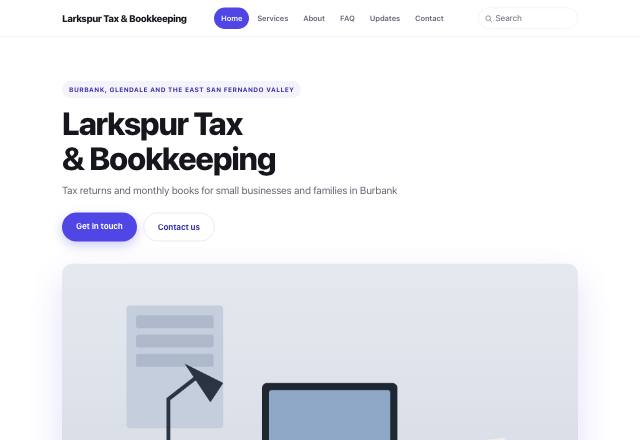 Larkspur Tax & Bookkeeping
Home Services About FAQ Updates Contact
Search
BURBANK, GLENDALE AND THE EAST SAN FERNANDO VALLEY
Larkspur Tax
& Bookkeeping
Tax returns and monthly books for small businesses and families in Burbank
Get in touch
Contact us